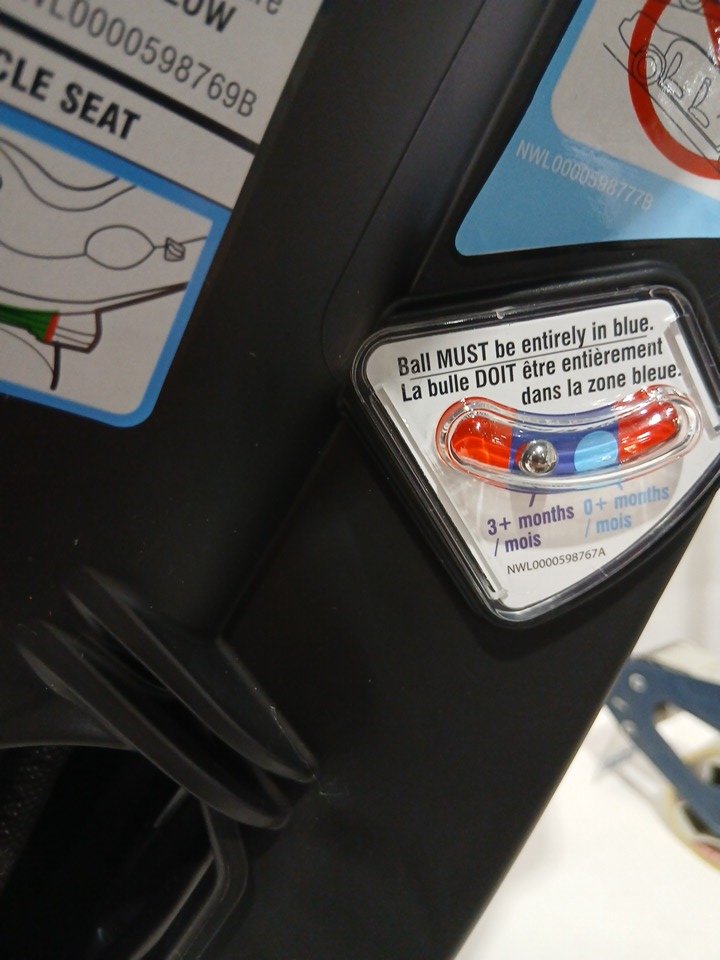 LOW
NWL0000598769B
CLE SEAT
NWL0000598777B
Ball MUST be entirely in blue.
La bulle DOIT être entièrement
dans la zone bleue.
3+ months
/ mois
0+ months
/ mois
NWL0000598767A